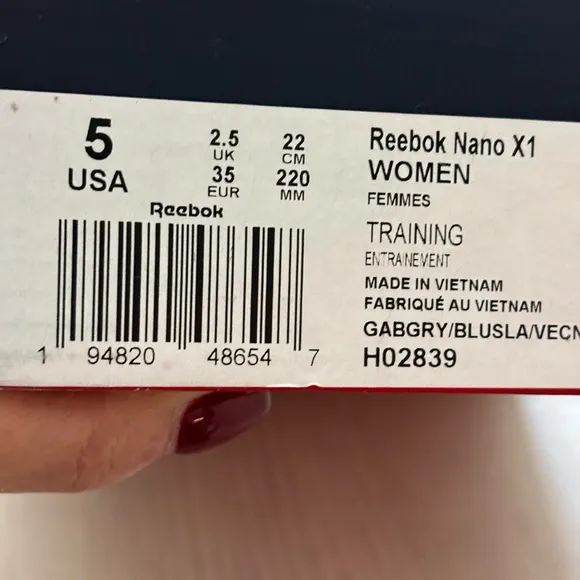 5
USA
2.5
UK
35
EUR
22
CM
220
MM
Reebok
1 94820 48654 7
Reebok Nano X1
WOMEN
FEMMES
TRAINING
ENTRAINEMENT
MADE IN VIETNAM
FABRIQUÉ AU VIETNAM
GABGRY/BLUSLA/VECN
H02839